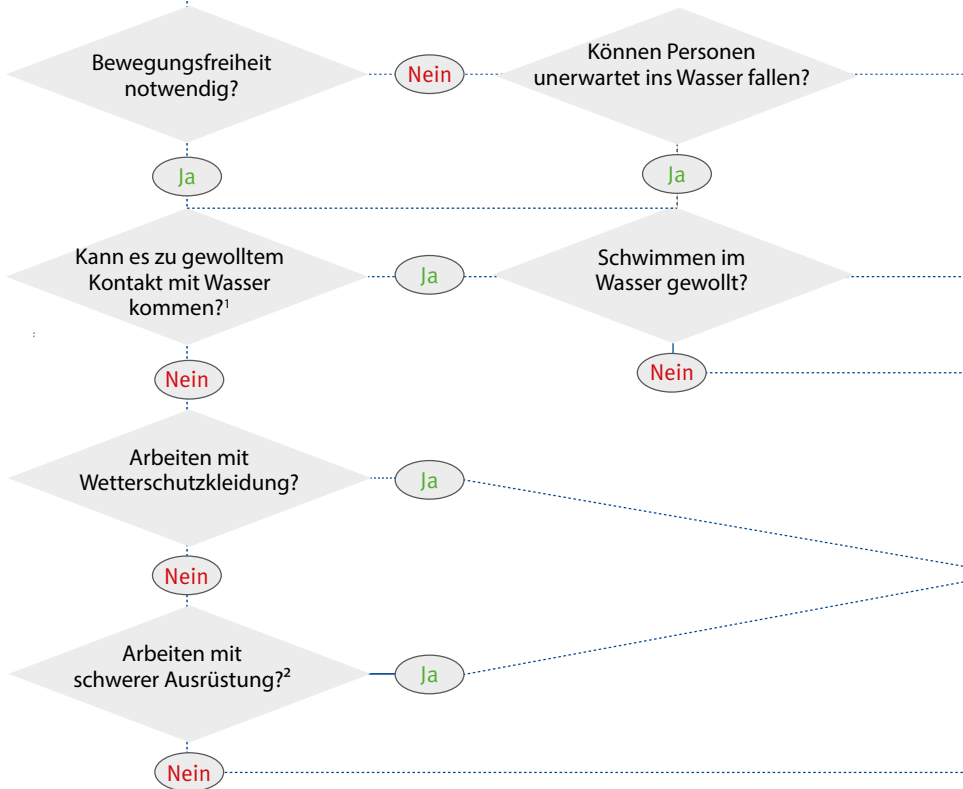 Bewegungsfreiheit
notwendig?
Nein
Können Personen
unerwartet ins Wasser fallen?
Ja
Ja
Kann es zu gewolltem
Kontakt mit Wasser
kommen?¹
Ja
Schwimmen im
Wasser gewollt?
:
Nein
Nein
Arbeiten mit
Wetterschutzkleidung?
Ja
Nein
Arbeiten mit
schwerer Ausrüstung?²
Ja
Nein